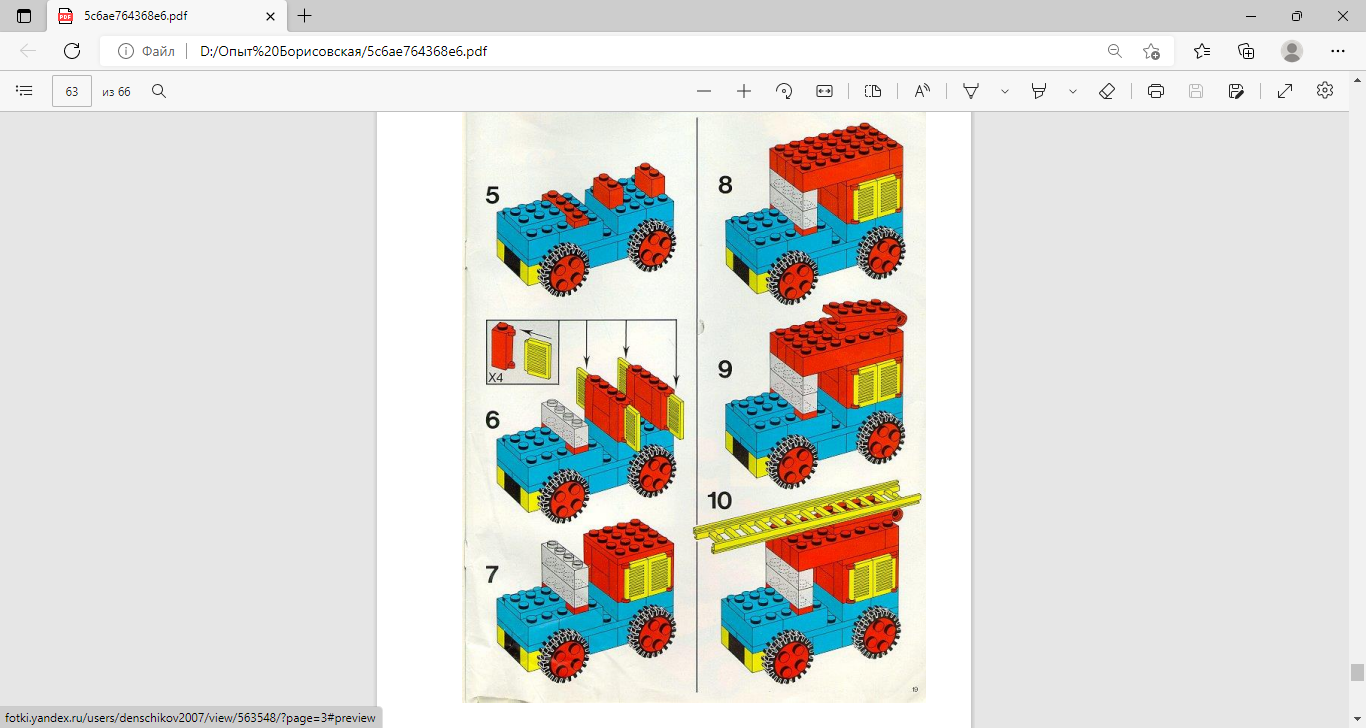 5c6ae764368e6.pdf
Файл
D:/Опыт%20Борисовская/5c6ae764368e6.pdf
63 из 66
5
8
X4
6
9
10
7
19
fotki.yandex.ru/users/denschikov2007/view/563548/?page=3#preview